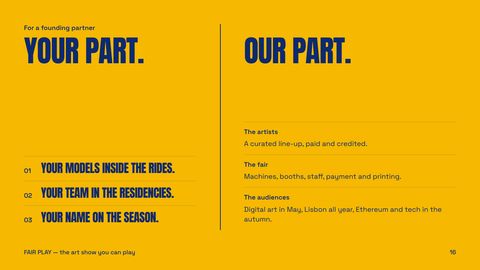 For a founding partner
YOUR PART.
01 YOUR MODELS INSIDE THE RIDES.
02 YOUR TEAM IN THE RESIDENCIES.
03 YOUR NAME ON THE SEASON.
OUR PART.
The artists
A curated line-up, paid and credited.
The fair
Machines, booths, staff, payment and printing.
The audiences
Digital art in May, Lisbon all year, Ethereum and tech in the
autumn.
FAIR PLAY — the art show you can play
16